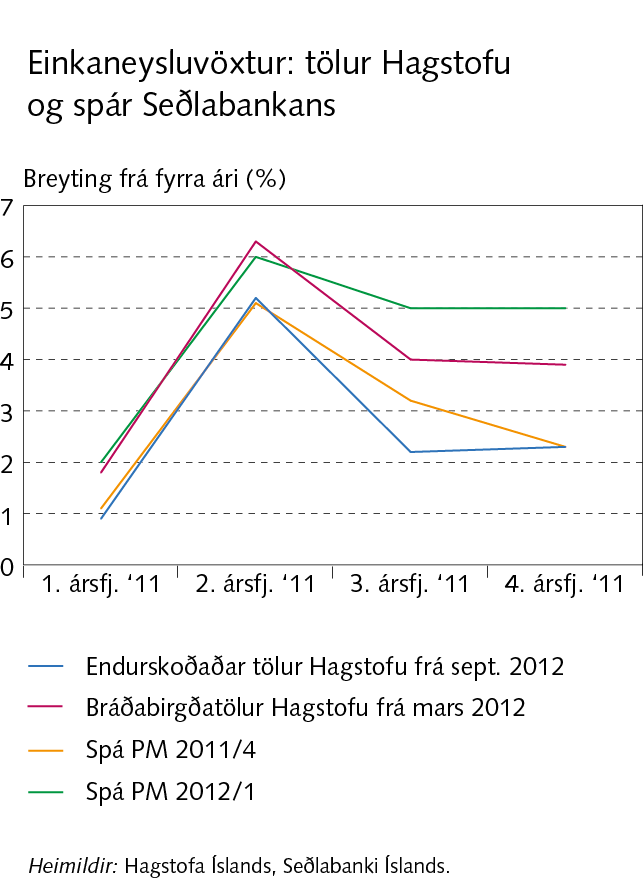 Einkaneysluvöxtur: tölur Hagstofu
og spár Seðlabankans
Breyting frá fyrra ári (%)
7
6
5
4
3
2
1
0
1. ársfj. ‘11 2. ársfj. ‘11 3. ársfj. ‘11 4. ársfj. ‘11
Endurskoðaðar tölur Hagstofu frá sept. 2012
Bráðabirgðatölur Hagstofu frá mars 2012
Spá PM 2011/4
Spá PM 2012/1
Heimildir: Hagstofa Íslands, Seðlabanki Íslands.